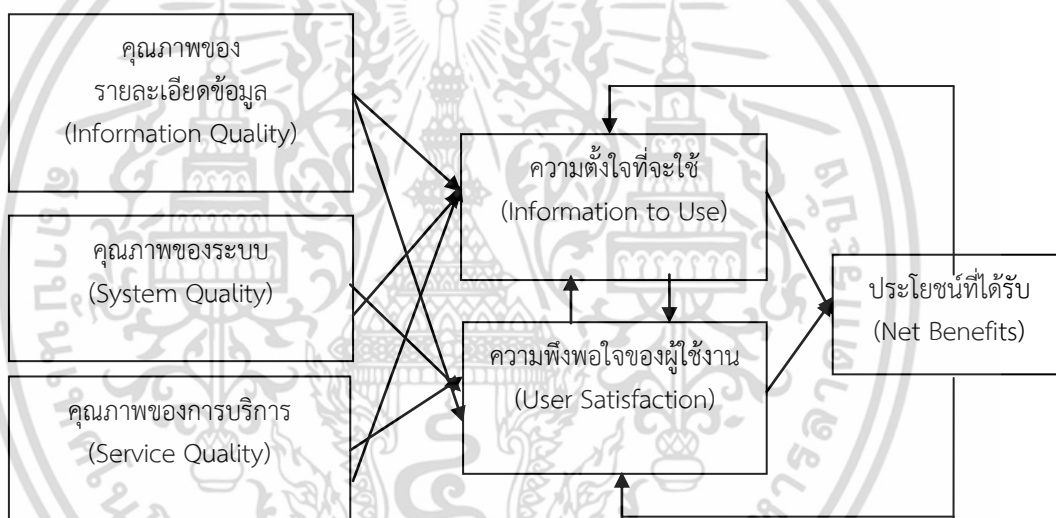 คุณภาพของ
รายละเอียดข้อมูล
(Information Quality)
คุณภาพของระบบ
(System Quality)
คุณภาพของการบริการ
(Service Quality)
ความตั้งใจที่จะใช้
(Information to Use)
ความพึงพอใจของผู้ใช้งาน
(User Satisfaction)
ประโยชน์ที่ได้รับ
(Net Benefits)